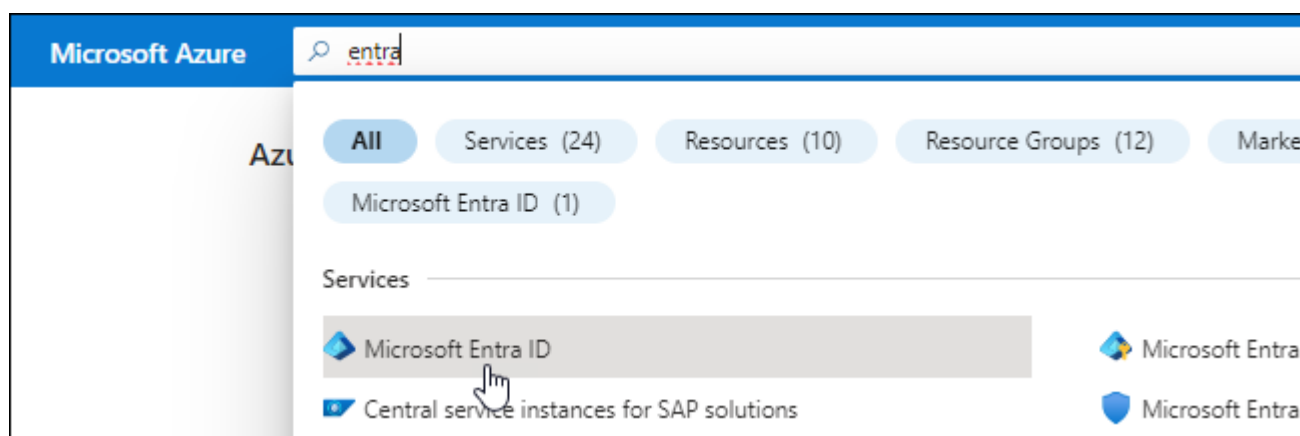 Microsoft Azure entra
All Services (24) Resources (10) Resource Groups (12) Marke
Azu
Microsoft Entra ID (1)
Services
Microsoft Entra ID Microsoft Entra
Central service instances for SAP solutions Microsoft Entra